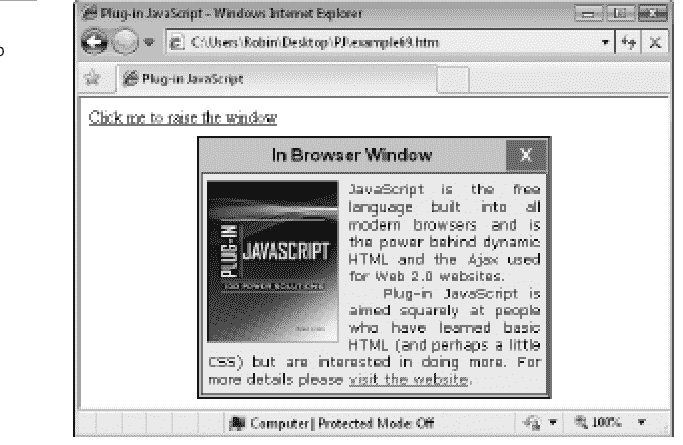 o
Plug-in JavaScript - Windows Internet Explorer
C:\Users\Robin\Desktop\PJ\example69.htm
Plug-in JavaScript
Click me to raise the window
In Browser Window X
PLUG-IN
JAVASCRIPT
100 POWER SOLUTIONS
JavaScript is the free
language built into all
modern browsers and is
the power behind dynamic
HTML and the Ajax used
for Web 2.0 websites.
Plug-in JavaScript is
aimed squarely at people
who have learned basic
HTML (and perhaps a little
CSS) but are interested in doing more. For
more details please visit the website.
Computer | Protected Mode: Off 100%